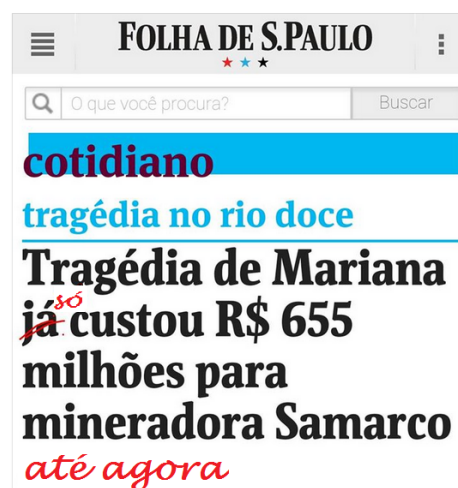 FOLHA DE S.PAULO
O que você procura? Buscar
cotidiano
tragédia no rio doce
Tragédia de Mariana
só
já custou R$ 655
milhões para
mineradora Samarco
até agora